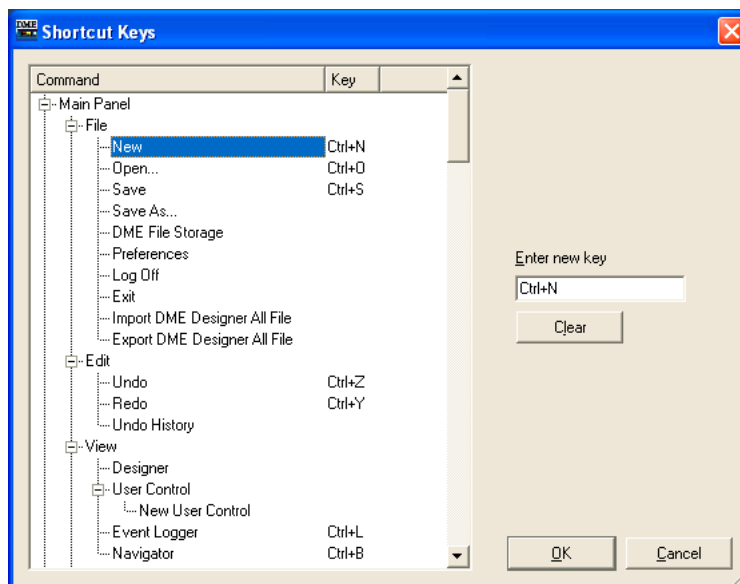 DME
Shortcut Keys
Command Key
Main Panel
File
New Ctrl+N
Open... Ctrl+O
Save Ctrl+S
Save As...
DME File Storage
Preferences
Log Off
Exit
Import DME Designer All File
Export DME Designer All File
Edit
Undo Ctrl+Z
Redo Ctrl+Y
Undo History
View
Designer
User Control
New User Control
Event Logger Ctrl+L
Navigator Ctrl+B
Enter new key
Ctrl+N
Clear
OK Cancel